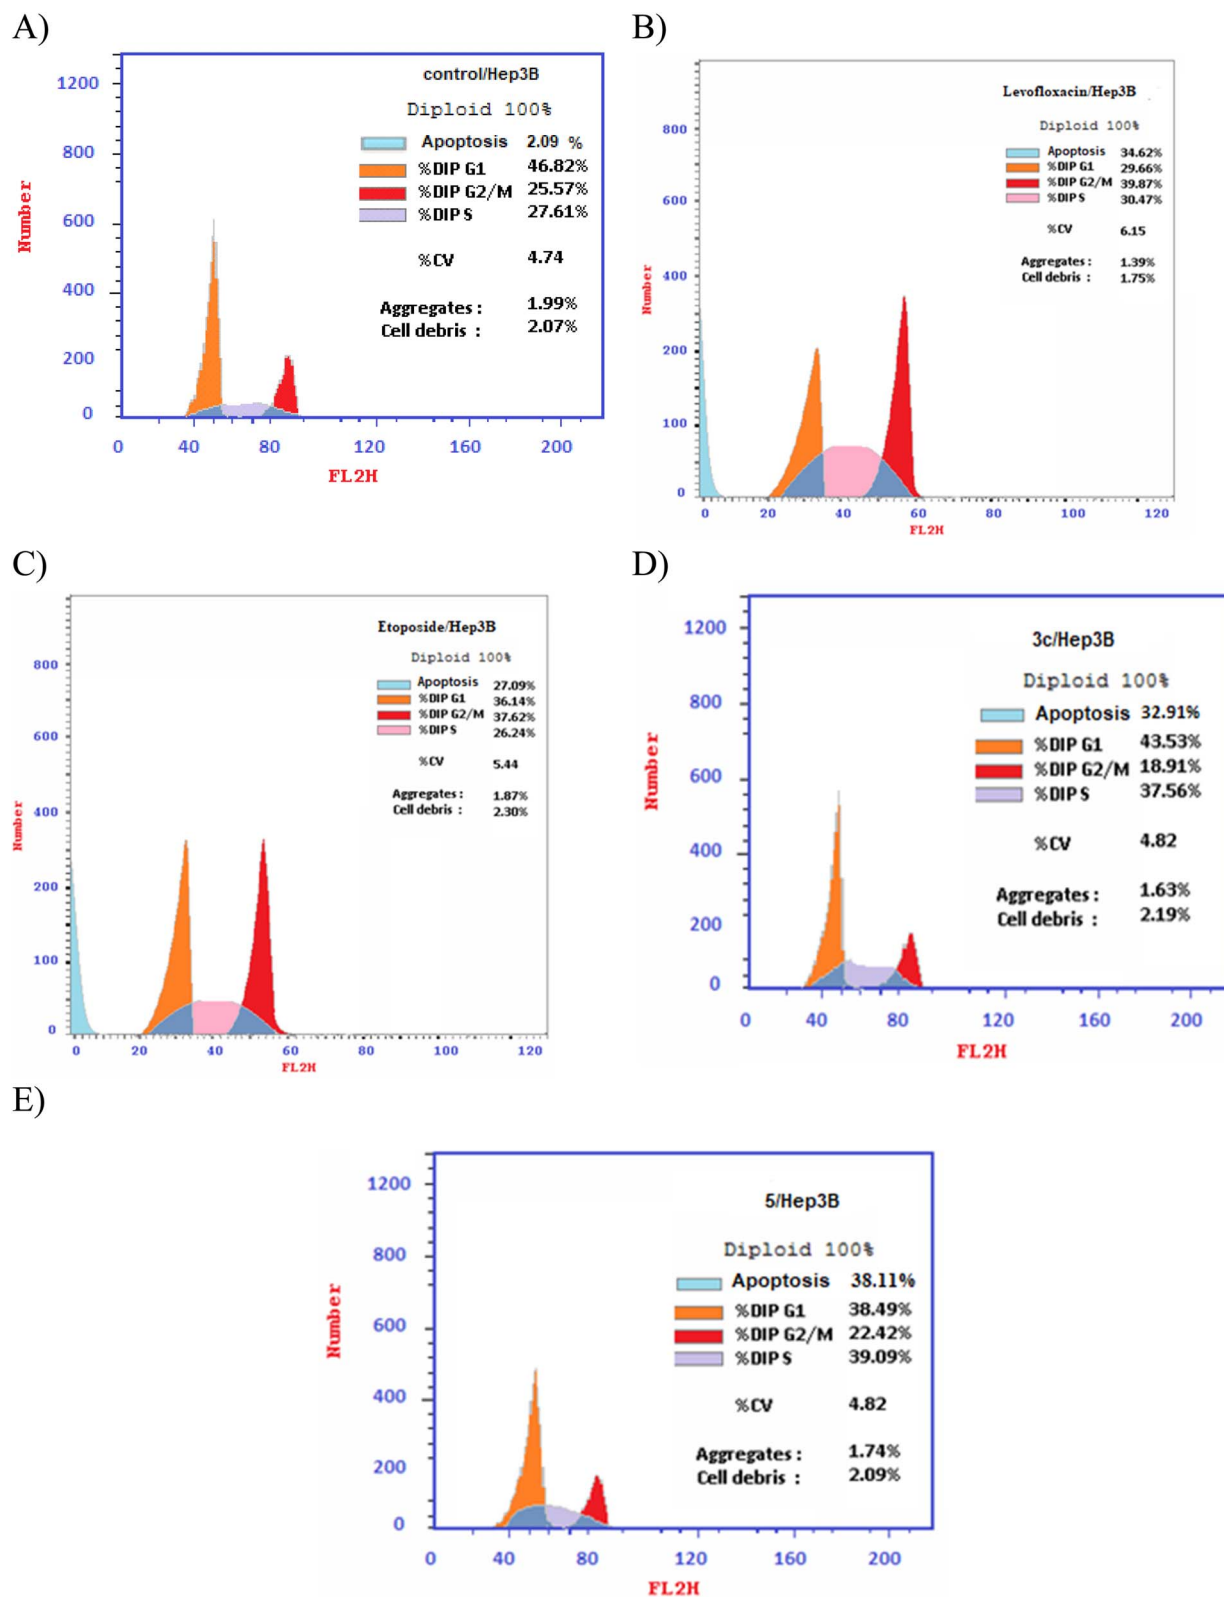 A)
control/Hep3B
Diploid 100%
Apoptosis 2.09 %
%DIP G1 46.82%
%DIP G2/M 25.57%
%DIP S 27.61%
%CV 4.74
Aggregates : 1.99%
Cell debris : 2.07%
Number
1200
800
600
400
200
0
0 40 80 120 160 200
FL2H
B)
Levofloxacin/Hep3B
Diploid 100%
Apoptosis 34.62%
%DIP G1 29.66%
%DIP G2/M 39.87%
%DIP S 30.47%
%CV 6.15
Aggregates : 1.39%
Cell debris : 1.75%
Number
800
600
400
200
100
0
0 20 40 60 80 100 120
FL2H
C)
Etoposide/Hep3B
Diploid 100%
Apoptosis 27.09%
%DIP G1 36.14%
%DIP G2/M 37.62%
%DIP S 26.24%
%CV 5.44
Aggregates : 1.87%
Cell debris : 2.30%
Number
800
600
400
200
100
0
0 20 40 60 80 100 120
FL2H
D)
3c/Hep3B
Diploid 100%
Apoptosis 32.91%
%DIP G1 43.53%
%DIP G2/M 18.91%
%DIP S 37.56%
%CV 4.82
Aggregates : 1.63%
Cell debris : 2.19%
Number
1200
800
600
400
200
0
0 40 80 120 160 200
FL2H
E)
5/Hep3B
Diploid 100%
Apoptosis 38.11%
%DIP G1 38.49%
%DIP G2/M 22.42%
%DIP S 39.09%
%CV 4.82
Aggregates : 1.74%
Cell debris : 2.09%
Number
1200
800
600
400
200
0
0 40 80 120 160 200
FL2H